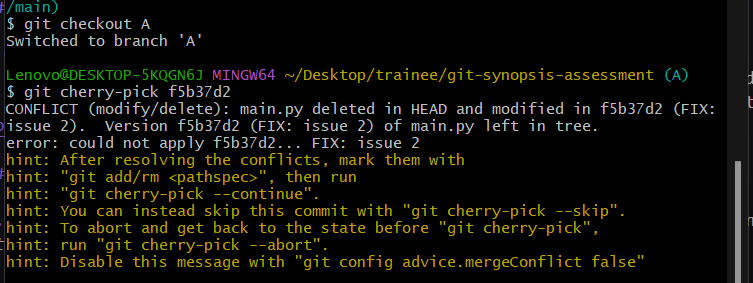 /main)
$ git checkout A
Switched to branch 'A'
Lenovo@DESKTOP-5KQGN6J MINGW64 ~/Desktop/trainee/git-synopsis-assessment (A)
$ git cherry-pick f5b37d2
CONFLICT (modify/delete): main.py deleted in HEAD and modified in f5b37d2 (FIX:
issue 2).  Version f5b37d2 (FIX: issue 2) of main.py left in tree.
error: could not apply f5b37d2... FIX: issue 2
hint: After resolving the conflicts, mark them with
hint: "git add/rm <pathspec>", then run
hint: "git cherry-pick --continue".
hint: You can instead skip this commit with "git cherry-pick --skip".
hint: To abort and get back to the state before "git cherry-pick",
hint: run "git cherry-pick --abort".
hint: Disable this message with "git config advice.mergeConflict false"